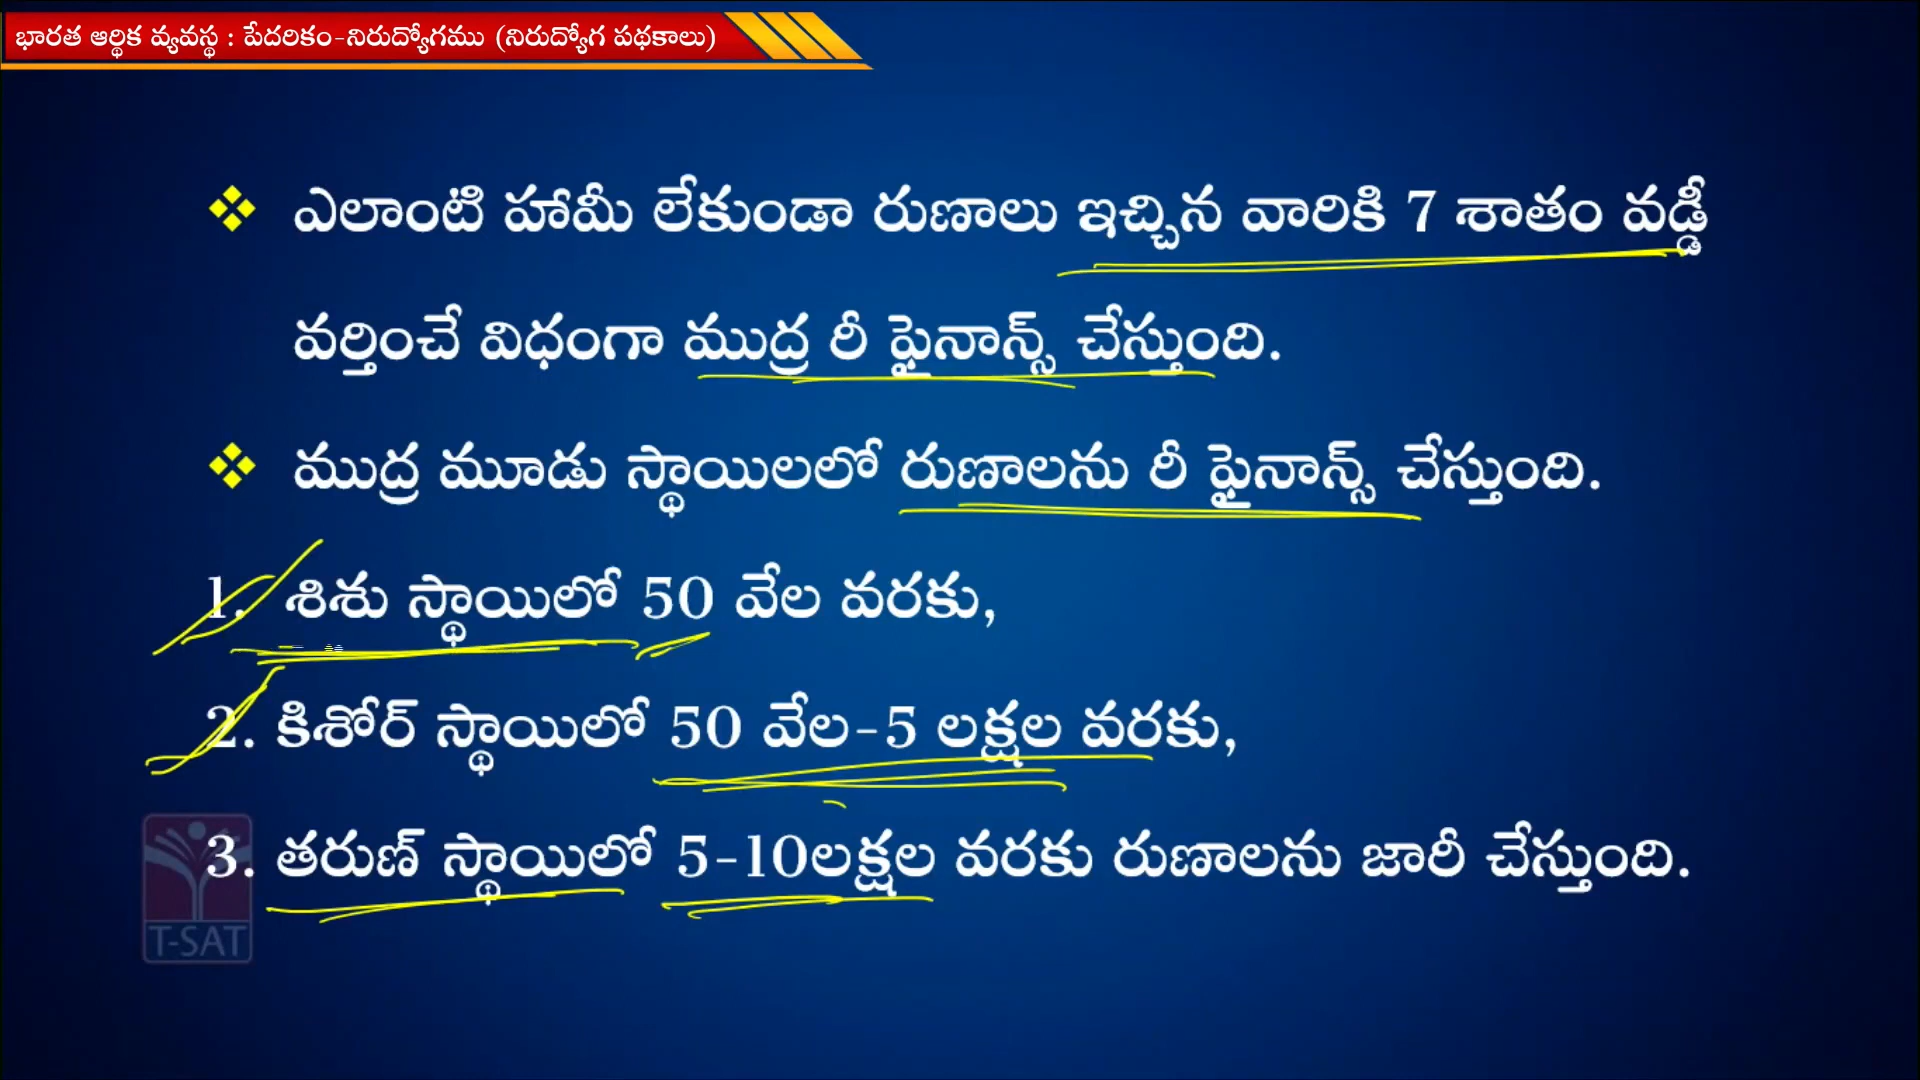 భారత ఆర్థిక వ్యవస్థ : పేదరికం-నిరుద్యోగము (నిరుద్యోగ పథకాలు)
❖ ఎలాంటి హామీ లేకుండా రుణాలు ఇచ్చిన వారికి 7 శాతం వడ్డీ
వర్తించే విధంగా ముద్ర రీ ఫైనాన్స్ చేస్తుంది.
❖ ముద్ర మూడు స్థాయిలలో రుణాలను రీ ఫైనాన్స్ చేస్తుంది.
1. శిశు స్థాయిలో 50 వేల వరకు,
2. కిశోర్ స్థాయిలో 50 వేల-5 లక్షల వరకు,
3. తరుణ్ స్థాయిలో 5-10లక్షల వరకు రుణాలను జారీ చేస్తుంది.
T-SAT